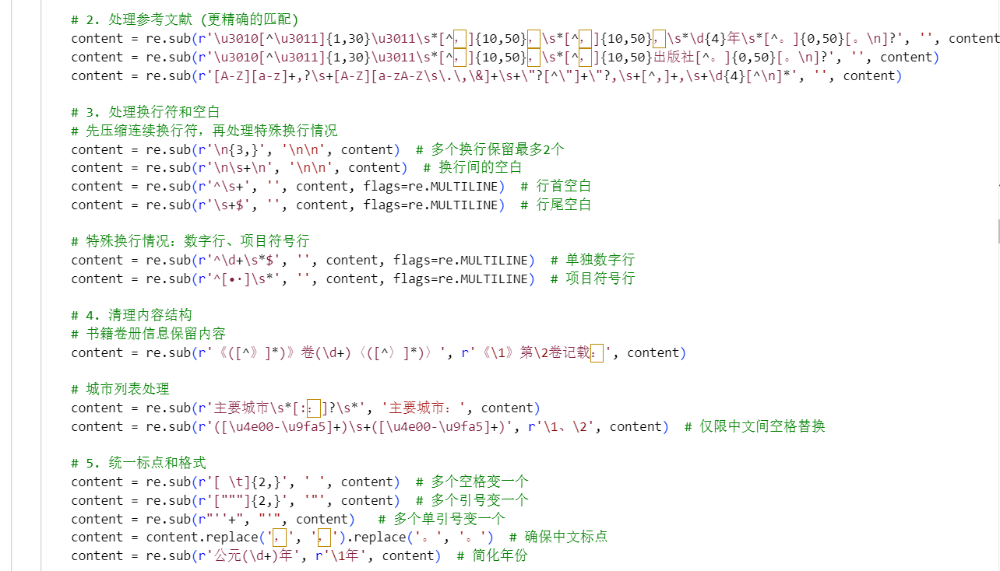 # 2. 处理参考文献 (更精确的匹配)
content = re.sub(r'\u3010[^\u3011]{1,30}\u3011\s*[^，]{10,50}，\s*[^，]{10,50}，\s*\d{4}年\s*[^。]{0,50}[。\n]?', '', content
content = re.sub(r'\u3010[^\u3011]{1,30}\u3011\s*[^，]{10,50}，\s*[^，]{10,50}出版社[^。]{0,50}[。\n]?', '', content)
content = re.sub(r'[A-Z][a-z]+,?\s+[A-Z][a-zA-Z\s\.\,\&]+\s+\"?[^\"]+\"?,\s+[^,]+,\s+\d{4}[^\n]*', '', content)
# 3. 处理换行符和空白
# 先压缩连续换行符，再处理特殊换行情况
content = re.sub(r'\n{3,}', '\n\n', content)  # 多个换行保留最多2个
content = re.sub(r'\n\s+\n', '\n\n', content)  # 换行间的空白
content = re.sub(r'^\s+', '', content, flags=re.MULTILINE)  # 行首空白
content = re.sub(r'\s+$', '', content, flags=re.MULTILINE)  # 行尾空白
# 特殊换行情况：数字行、项目符号行
content = re.sub(r'^\d+\s*$', '', content, flags=re.MULTILINE)  # 单独数字行
content = re.sub(r'^[•·]\s*', '', content, flags=re.MULTILINE)  # 项目符号行
# 4. 清理内容结构
# 书籍卷册信息保留内容
content = re.sub(r'《([^》]*)》卷(\d+)〈([^〉]*)〉', r'《\1》第\2卷记载：', content)
# 城市列表处理
content = re.sub(r'主要城市\s*[:：]?\s*', '主要城市：', content)
content = re.sub(r'([\u4e00-\u9fa5]+)\s+([\u4e00-\u9fa5]+)', r'\1、\2', content)  # 仅限中文间空格替换
# 5. 统一标点和格式
content = re.sub(r'[ \t]{2,}', ' ', content)  # 多个空格变一个
content = re.sub(r'["""]{2,}', '"', content)  # 多个引号变一个
content = re.sub(r"''+", "'", content)   # 多个单引号变一个
content = content.replace('，', '，').replace('。', '。')  # 确保中文标点
content = re.sub(r'公元(\d+)年', r'\1年', content)  # 简化年份